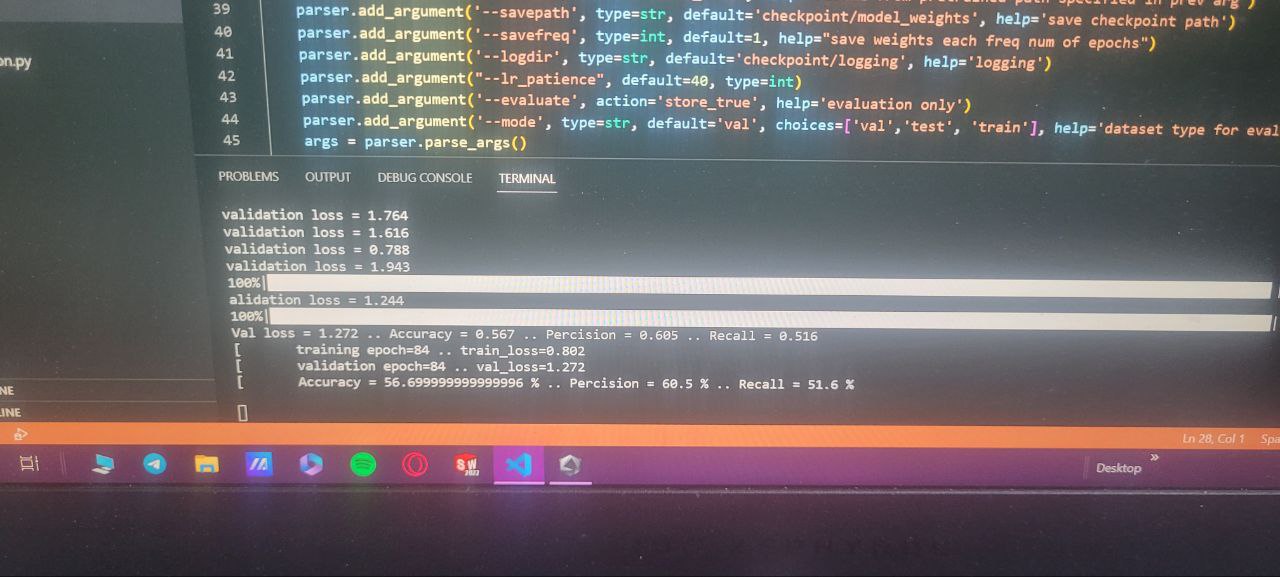 on.py
39 parser.add_argument('--savepath', type=str, default='checkpoint/model_weights', help='save checkpoint path')
40 parser.add_argument('--savefreq', type=int, default=1, help="save weights each freq num of epochs")
41 parser.add_argument('--logdir', type=str, default='checkpoint/logging', help='logging')
42 parser.add_argument("--lr_patience", default=40, type=int)
43 parser.add_argument('--evaluate', action='store_true', help='evaluation only')
44 parser.add_argument('--mode', type=str, default='val', choices=['val','test', 'train'], help='dataset type for eval
45 args = parser.parse_args()
PROBLEMS OUTPUT DEBUG CONSOLE TERMINAL
validation loss = 1.764
validation loss = 1.616
validation loss = 0.788
validation loss = 1.943
100%|
alidation loss = 1.244
100%|
Val loss = 1.272 .. Accuracy = 0.567 .. Percision = 0.605 .. Recall = 0.516
[ training epoch=84 .. train_loss=0.802
[ validation epoch=84 .. val_loss=1.272
[ Accuracy = 56.699999999999996 % .. Percision = 60.5 % .. Recall = 51.6 %
NE
LINE
Ln 28, Col 1 Spa
SW 2022
Desktop »